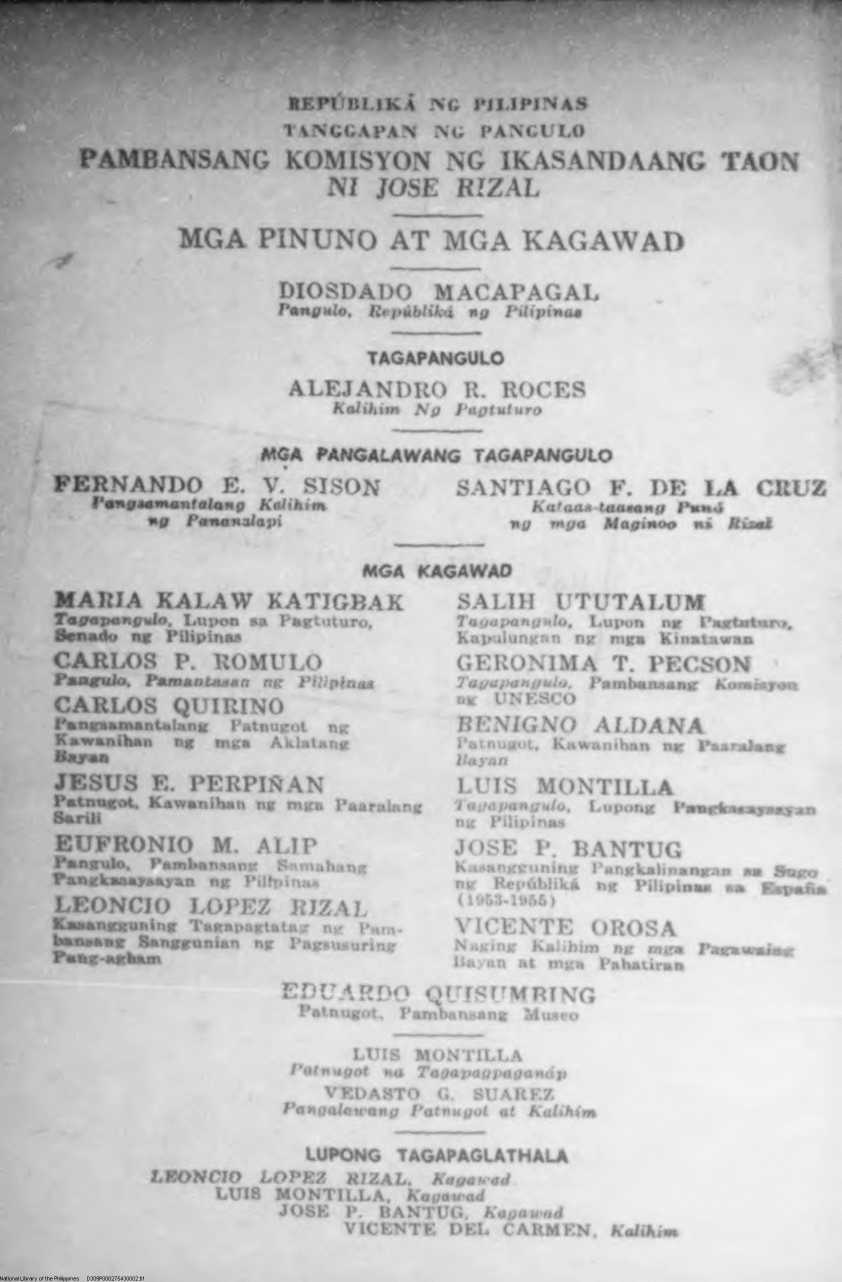 REPÚBLIKÁ NG PILIPINAS
TANGGAPAN NG PANGULO
PAMBANSANG KOMISYON NG IKASANDAANG TAON
NI JOSE RIZAL
MGA PINUNO AT MGA KAGAWAD
DIOSDADO MACAPAGAL
Pangulo, Repúbliká ng Pilipinas
TAGAPANGULO
ALEJANDRO R. ROCES
Kalihim Ng Pagtuturo
MGA PANGALAWANG TAGAPANGULO
FERNANDO E. V. SISON
Pangsamantalang Kalihim
ng Pananalapi
SANTIAGO F. DE LA CRUZ
Kataas-taasang Punò
ng mga Maginoo ni Rizal
MGA KAGAWAD
MARIA KALAW KATIGBAK
Tagapangulo, Lupon sa Pagtuturo,
Senado ng Pilipinas
CARLOS P. ROMULO
Pangulo, Pamantasan ng Pilipinas
CARLOS QUIRINO
Pangsamantalang Patnugot ng
Kawanihan ng mga Aklatang
Bayan
JESUS E. PERPIÑAN
Patnugot, Kawanihan ng mga Paaralang
Sarili
EUFRONIO M. ALIP
Pangulo, Pambansang Samahang
Pangkasaysayan ng Pilipinas
LEONCIO LOPEZ RIZAL
Kasangguning Tagapagtatag ng Pam-
bansang Sanggunian ng Pagsusuring
Pang-agham
SALIH UTUTALUM
Tagapangulo, Lupon ng Pagtuturo,
Kapulungan ng mga Kinatawan
GERONIMA T. PECSON
Tagapangulo, Pambansang Komisyon
ng UNESCO
BENIGNO ALDANA
Patnugot, Kawanihan ng Paaralang
Bayan
LUIS MONTILLA
Tagapangulo, Lupong Pangkasaysayan
ng Pilipinas
JOSE P. BANTUG
Kasangguning Pangkalinangan sa Sugo
ng Repúbliká ng Pilipinas sa España
(1953-1955)
VICENTE OROSA
Naging Kalihim ng mga Pagawaing
Bayan at mga Pahatiran
EDUARDO QUISUMBING
Patnugot, Pambansang Museo
LUIS MONTILLA
Patnugot na Tagapagpaganáp
VEDASTO G. SUAREZ
Pangalawang Patnugot at Kalihim
LUPONG TAGAPAGLATHALA
LEONCIO LOPEZ RIZAL, Kagawad
LUIS MONTILLA, Kagawad
JOSE P. BANTUG, Kagawad
VICENTE DEL CARMEN, Kalihim
National Library of the Philippines